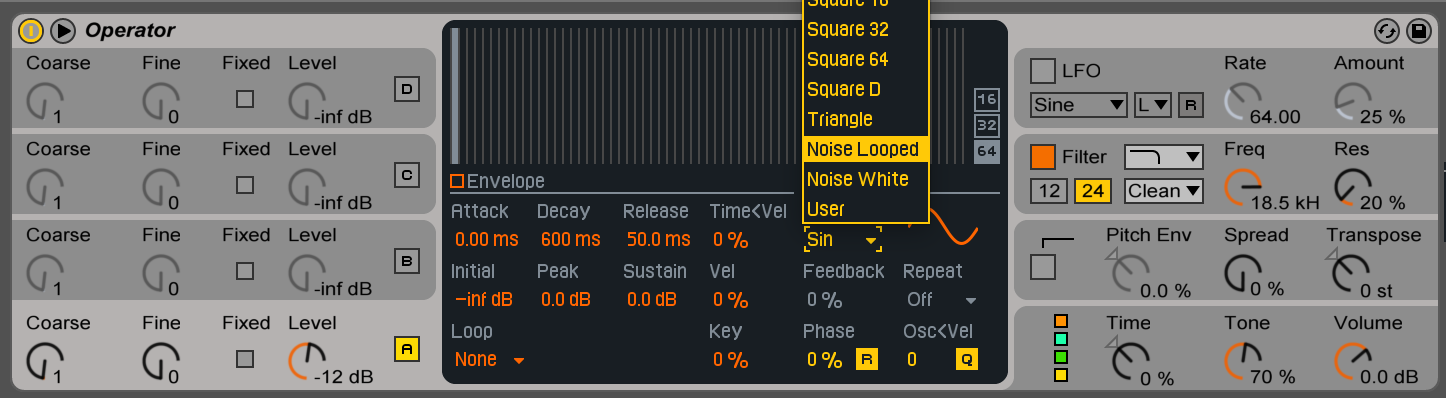 Operator
Coarse Fine Fixed Level D
1 0 -inf dB
Coarse Fine Fixed Level C
1 0 -inf dB
Coarse Fine Fixed Level B
1 0 -inf dB
Coarse Fine Fixed Level A
1 0 -12 dB
16
32
64
Envelope
Attack Decay Release Time<Vel
0.00 ms 600 ms 50.0 ms 0 %
Initial Peak Sustain Vel Feedback Repeat
-inf dB 0.0 dB 0.0 dB 0 % 0 % Off
Loop Key Phase Osc<Vel
None 0 % 0 % R 0 Q
Square 32
Square 64
Square D
Triangle
Noise Looped
Noise White
User
Sin
LFO Rate Amount
Sine L R 64.00 25 %
Filter Freq Res
12 24 Clean 18.5 kH 20 %
Pitch Env Spread Transpose
0.0 % 0 % 0 st
Time Tone Volume
0 % 70 % 0.0 dB